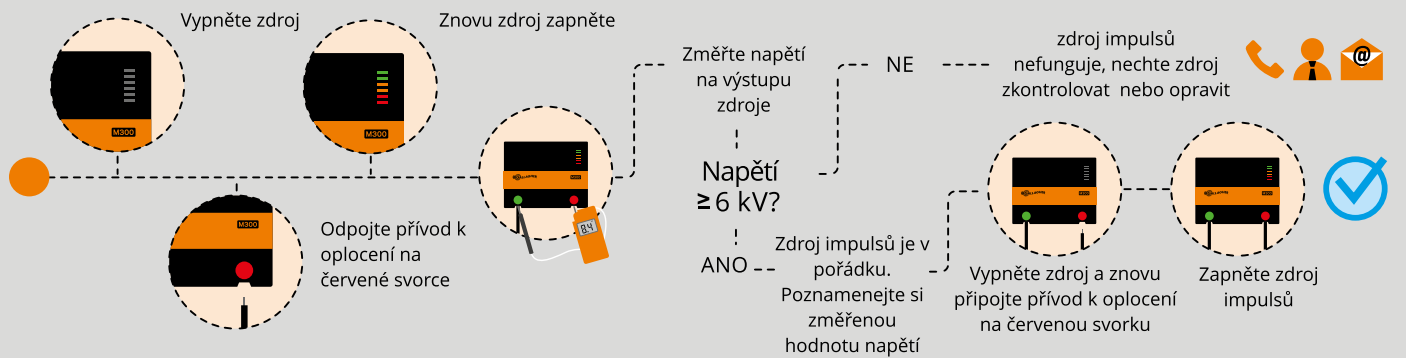 Vypněte zdroj
M300
Odpojte přívod k
oplocení na
červené svorce
M300
Znovu zdroj zapněte
M300
8.4
Změřte napětí
na výstupu
zdroje
Napětí
≥ 6 kV?
NE
zdroj impulsů
nefunguje, nechte zdroj
zkontrolovat nebo opravit
@
ANO
Zdroj impulsů je v
pořádku.
Poznamenejte si
změřenou
hodnotu napětí
Vypněte zdroj a znovu
připojte přívod k oplocení
na červenou svorku
Zapněte zdroj
impulsů